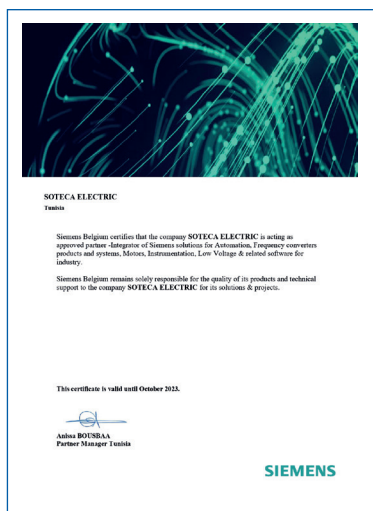 SOTECA ELECTRIC
Tunisia
Siemens Belgium certifies that the company SOTECA ELECTRIC is acting as
approved partner -Integrator of Siemens solutions for Automation, Frequency converters
products and systems, Motors, Instrumentation, Low Voltage & related software for
industry.
Siemens Belgium remains solely responsible for the quality of its products and technical
support to the company SOTECA ELECTRIC for its solutions & projects.
This certificate is valid until October 2023.
Anissa BOUSBAA
Partner Manager Tunisia
SIEMENS